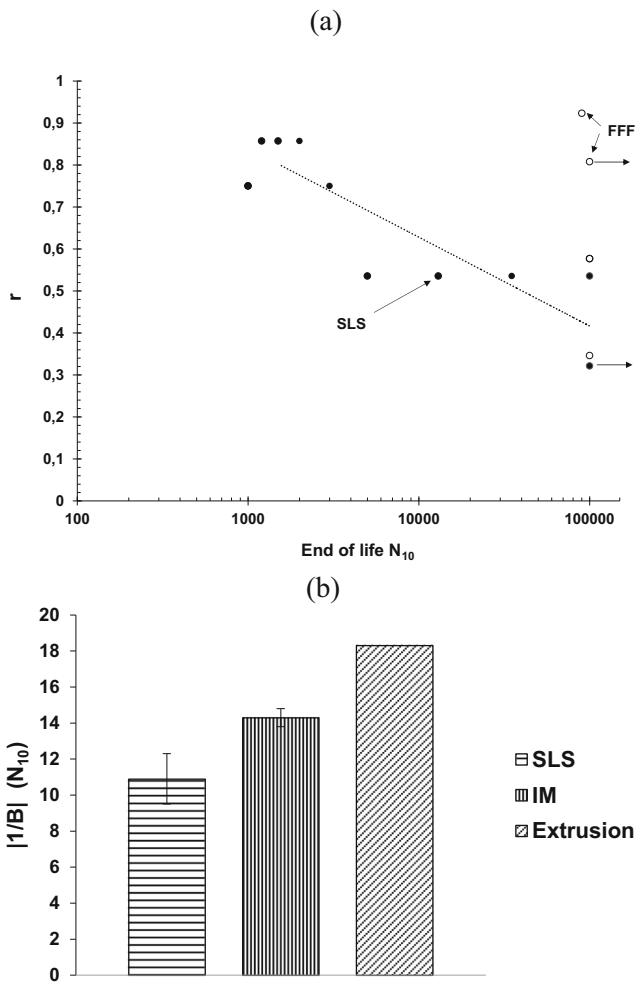 (a)
1
0,9
0,8
0,7
0,6
0,5
0,4
0,3
0,2
0,1
0
r
FFF
SLS
100
1000
10000
100000
End of life N₁₀
(b)
20
18
16
14
12
10
8
6
4
2
0
|1/B| (N₁₀)
SLS
IM
Extrusion